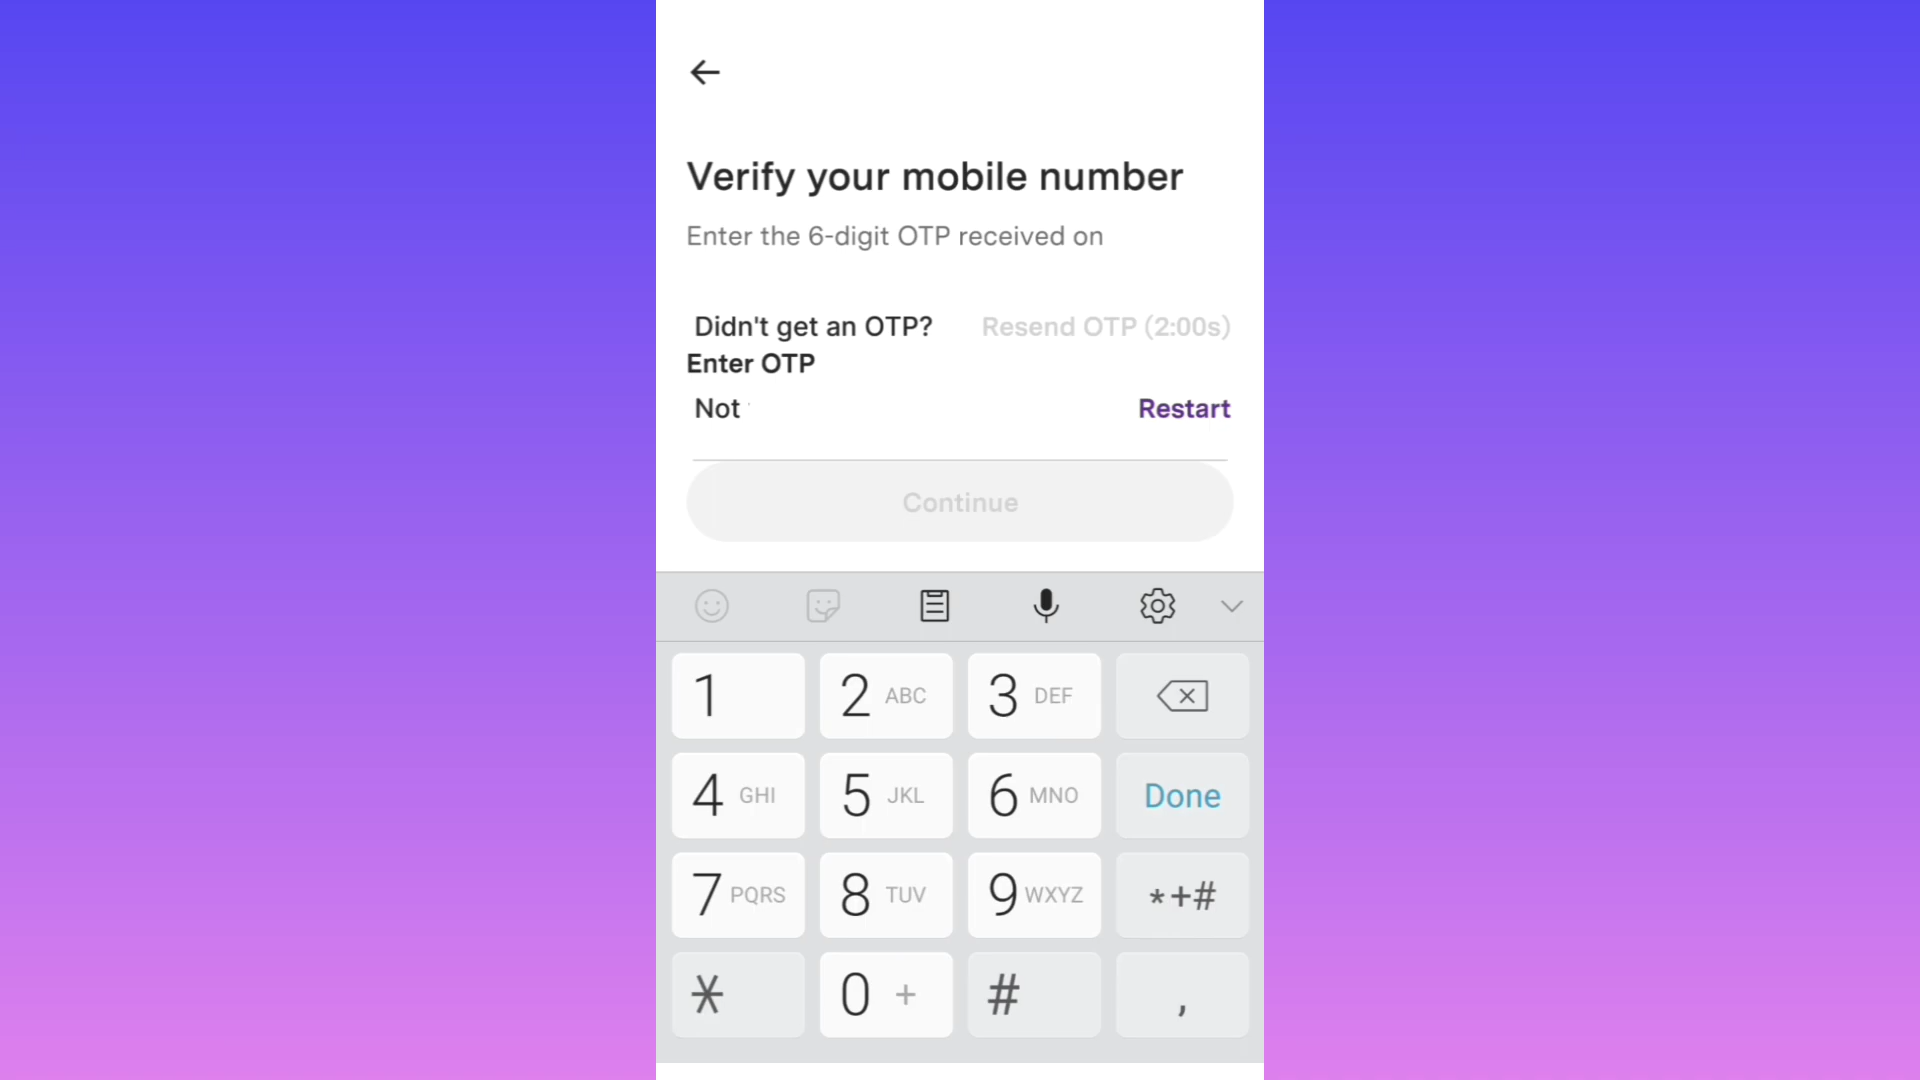 Verify your mobile number
Enter the 6-digit OTP received on
Didn't get an OTP? Resend OTP (2:00s)
Enter OTP
Not Restart
Continue
1 2 ABC 3 DEF
4 GHI 5 JKL 6 MNO Done
7 PQRS 8 TUV 9 WXYZ *+#
* 0 + # ,